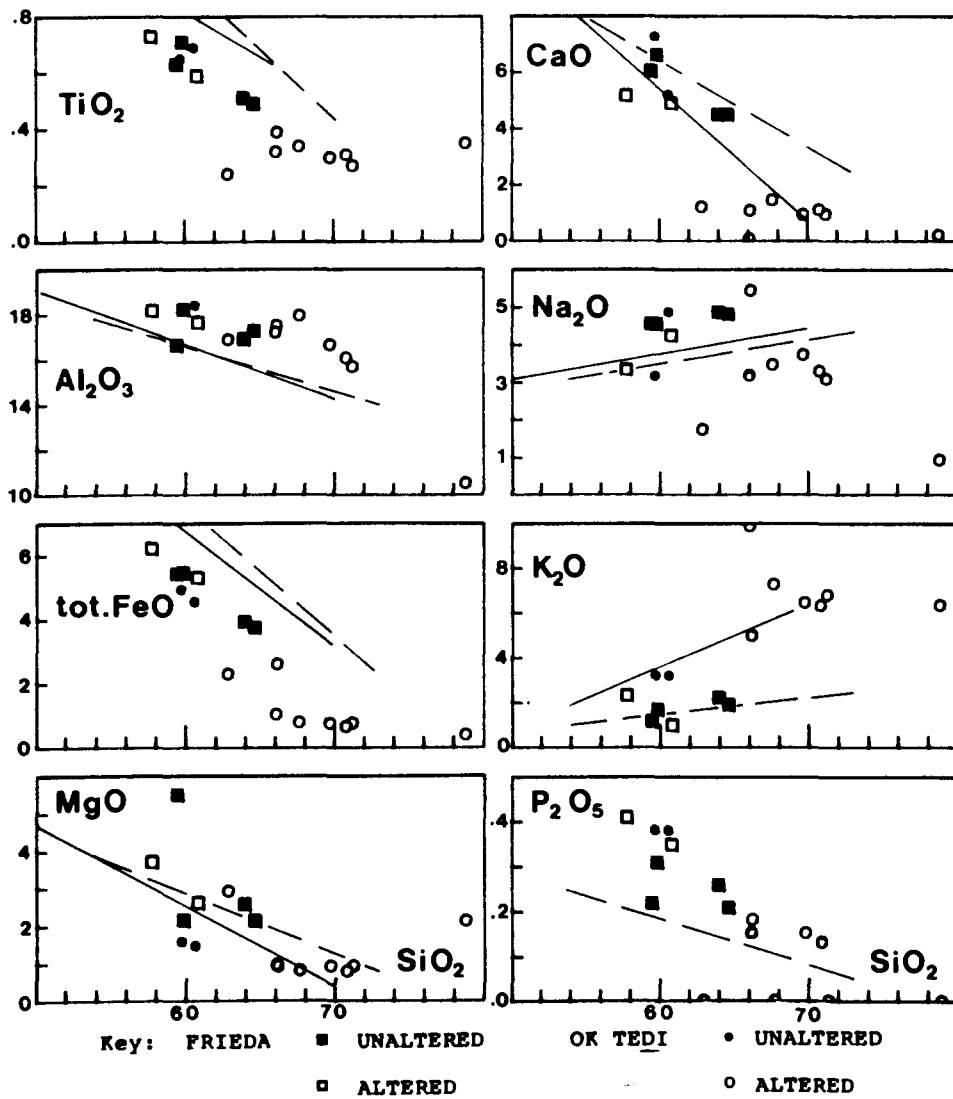 .8
TiO2
.4
.0
CaO
6
4
2
0
18
Al2O3
14
10
Na2O
5
3
1
6
tot.FeO
4
2
0
K2O
8
4
0
MgO
4
2
0
SiO2
60
70
P2O5
.4
.2
.0
SiO2
60
70
Key: FRIEDA ■ UNALTERED OK TEDI • UNALTERED
□ ALTERED ○ ALTERED